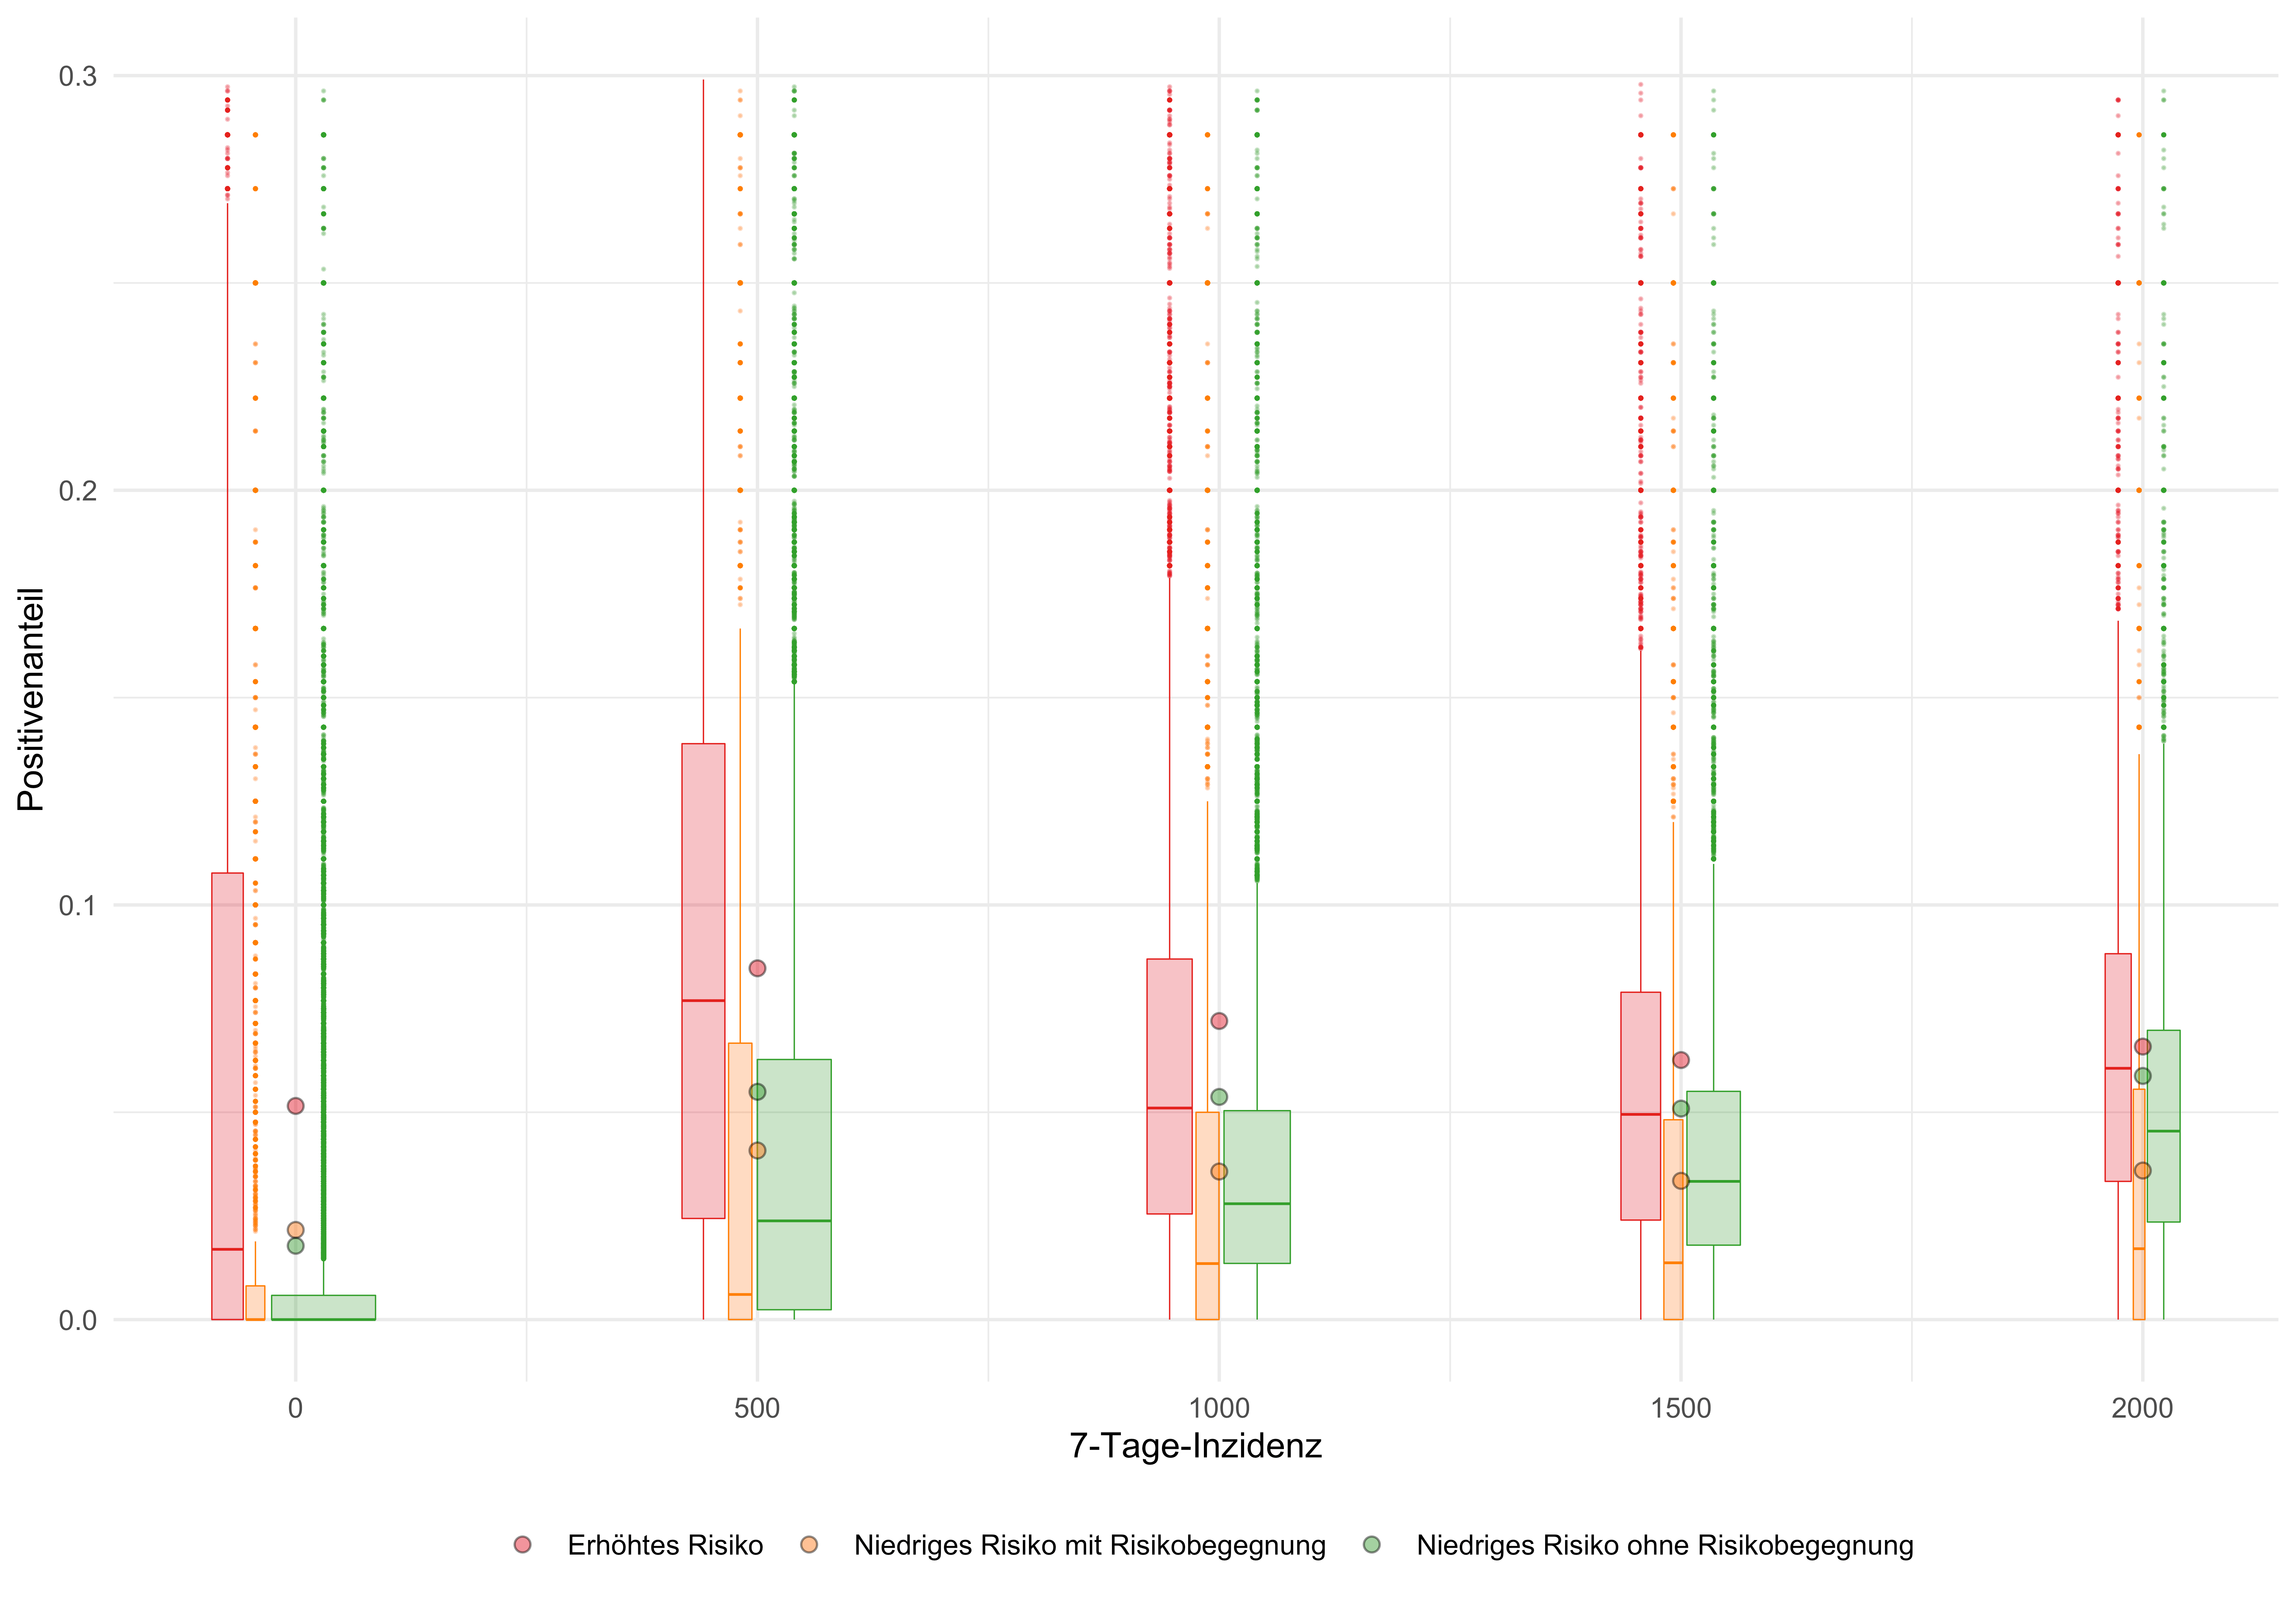 0.3
0.2
0.1
0.0
Positivenanteil
0 500 1000 1500 2000
7-Tage-Inzidenz
Erhöhtes Risiko Niedriges Risiko mit Risikobegegnung Niedriges Risiko ohne Risikobegegnung